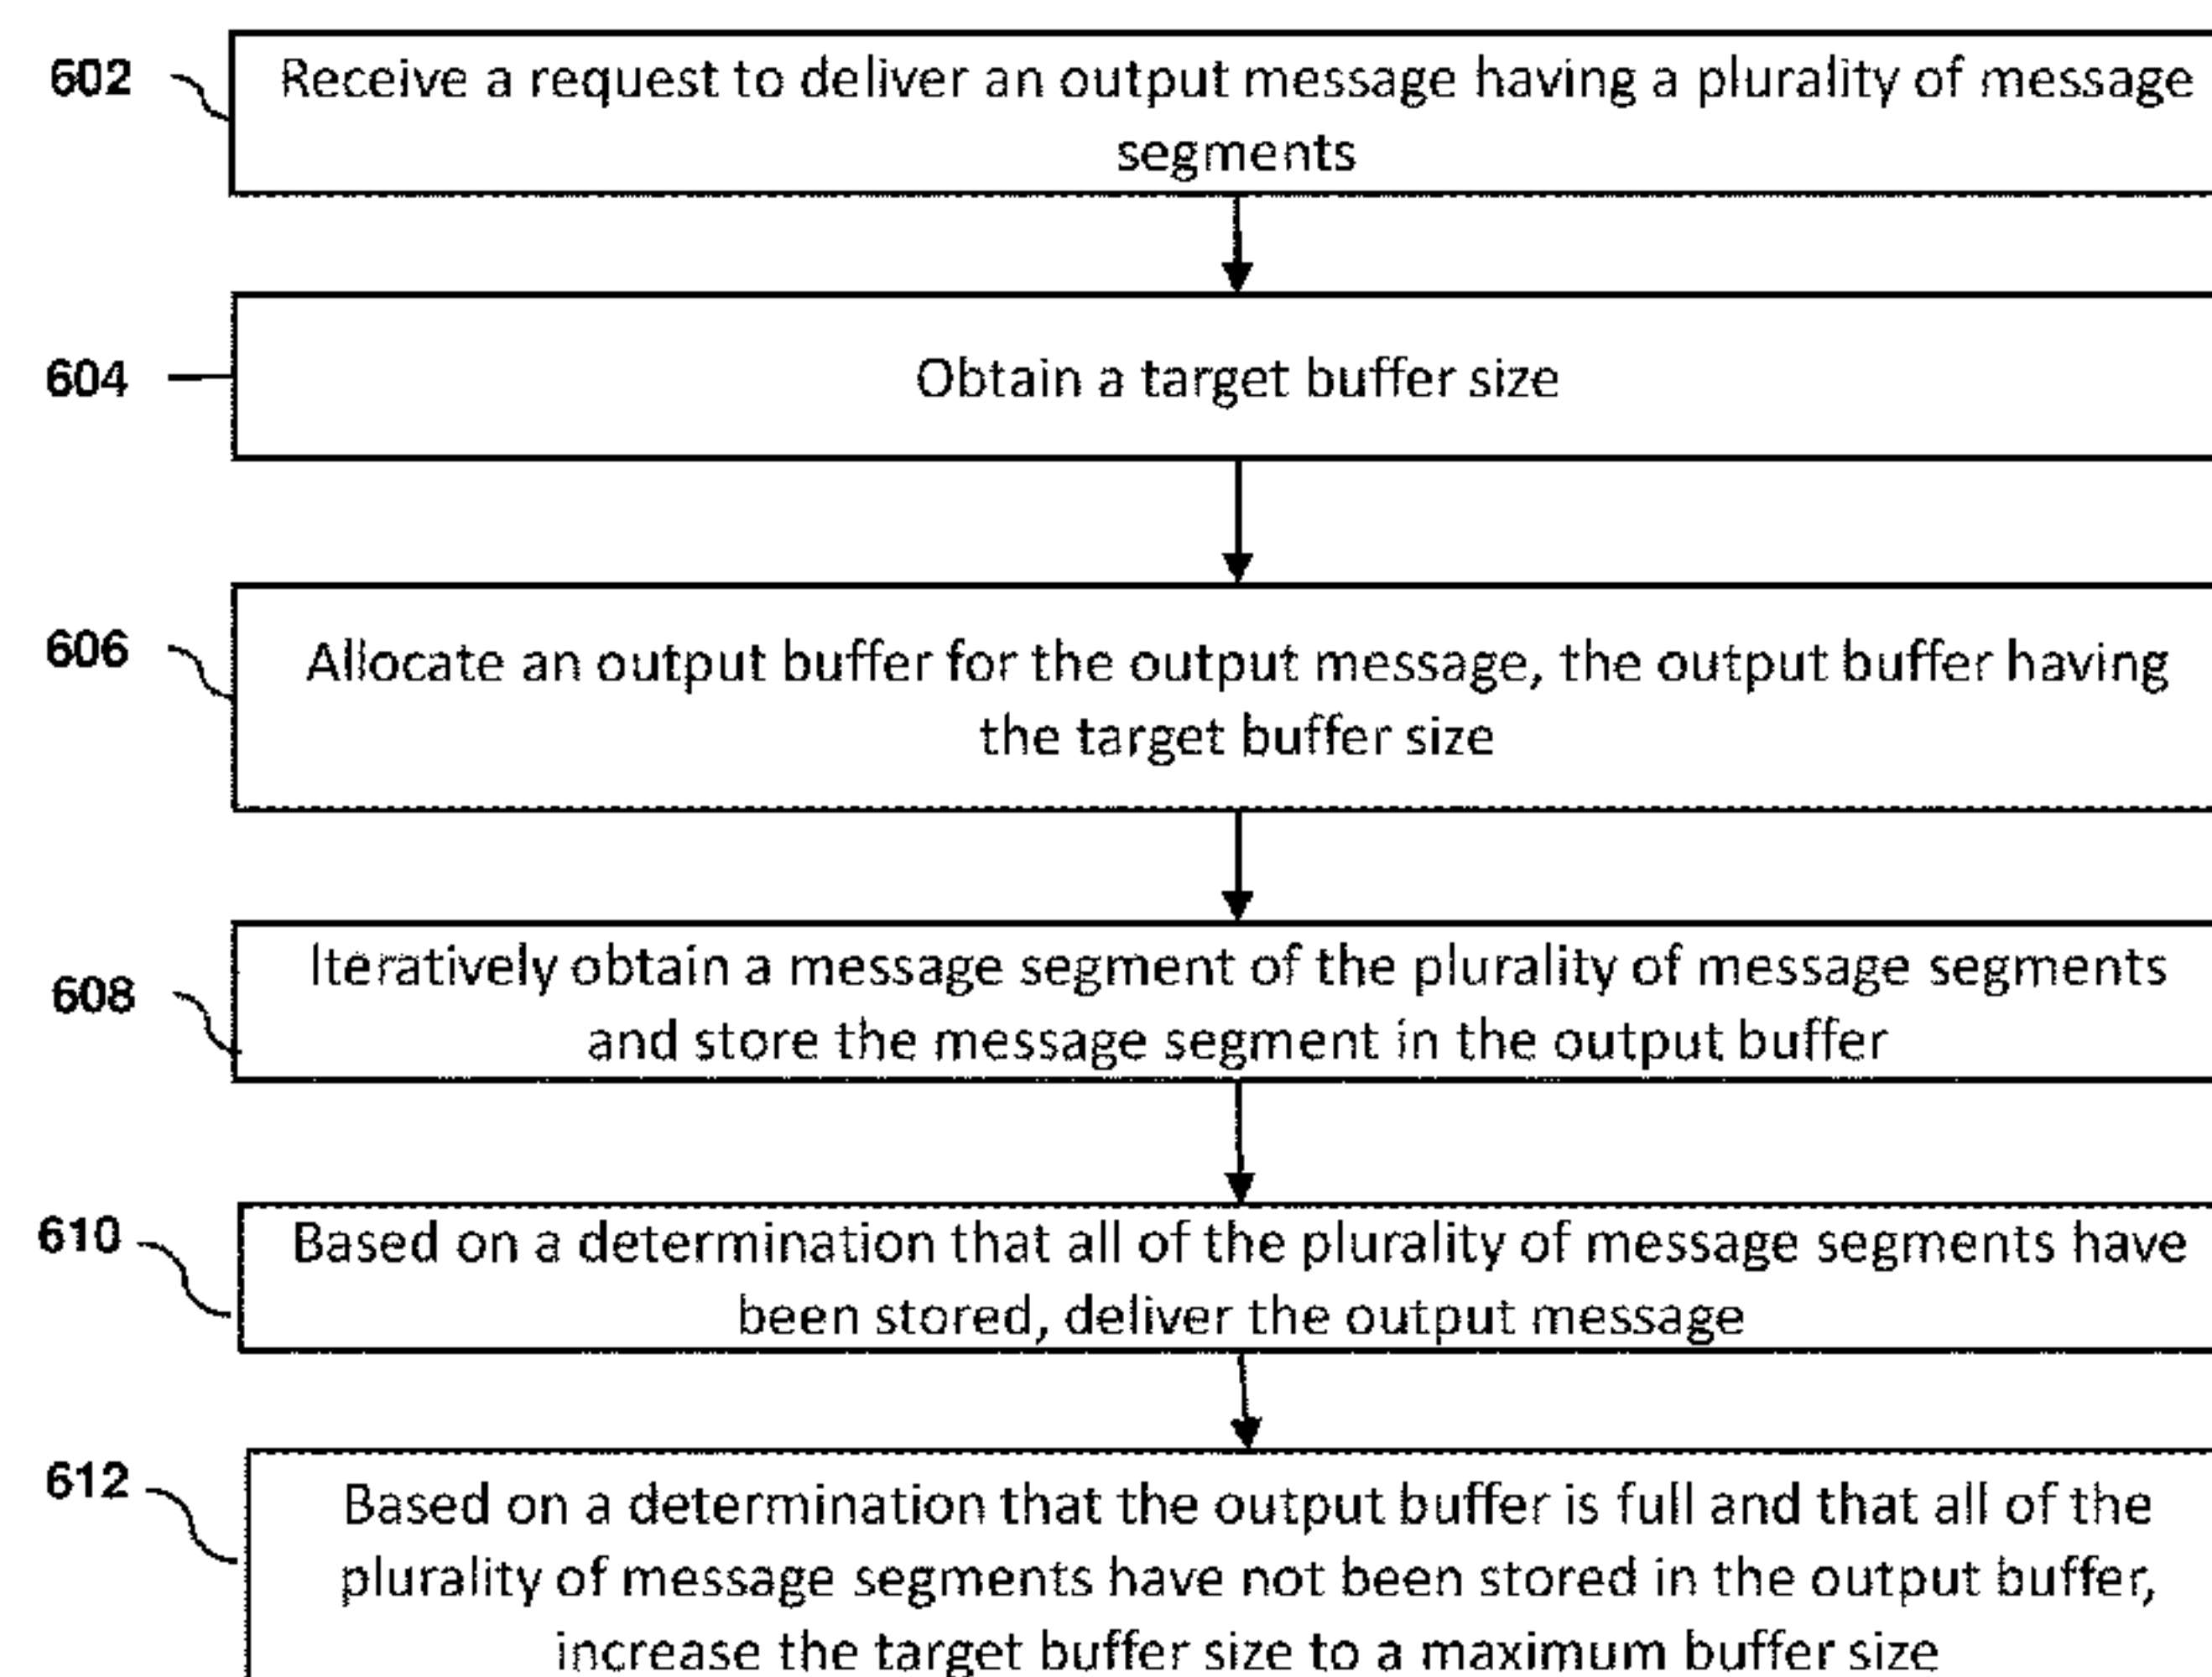 602
Receive a request to deliver an output message having a plurality of message
segments
604
Obtain a target buffer size
606
Allocate an output buffer for the output message, the output buffer having
the target buffer size
608
Iteratively obtain a message segment of the plurality of message segments
and store the message segment in the output buffer
610
Based on a determination that all of the plurality of message segments have
been stored, deliver the output message
612
Based on a determination that the output buffer is full and that all of the
plurality of message segments have not been stored in the output buffer,
increase the target buffer size to a maximum buffer size